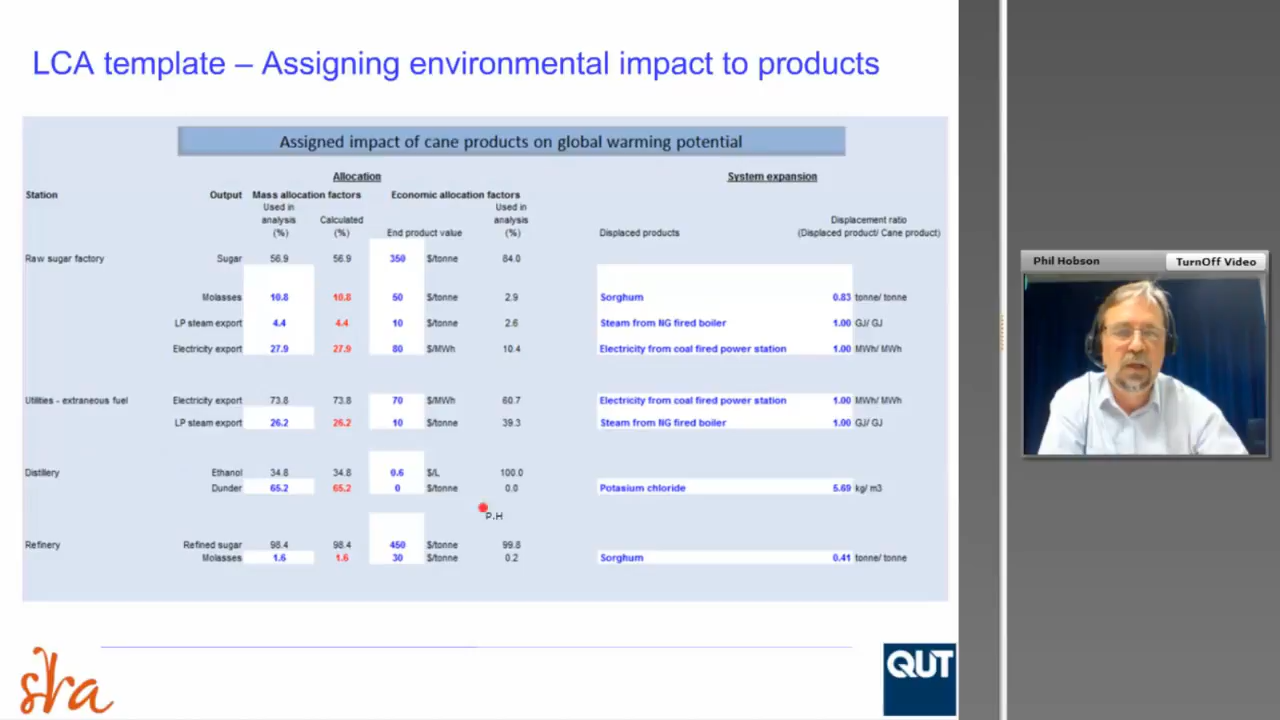 LCA template – Assigning environmental impact to products
Assigned impact of cane products on global warming potential
Allocation System expansion
Station Output Mass allocation factors Economic allocation factors
Used in analysis (%) Calculated (%) End product value Used in analysis (%) Displaced products Displacement ratio (Displaced product/ Cane product)
Raw sugar factory Sugar 56.9 56.9 350 $/tonne 84.0
Molasses 10.8 10.8 50 $/tonne 2.9 Sorghum 0.83 tonne/ tonne
LP steam export 4.4 4.4 10 $/tonne 2.6 Steam from NG fired boiler 1.00 GJ/ GJ
Electricity export 27.9 27.9 80 $/MWh 10.4 Electricity from coal fired power station 1.00 MWh/ MWh
Utilities - extraneous fuel Electricity export 73.8 73.8 70 $/MWh 60.7 Electricity from coal fired power station 1.00 MWh/ MWh
LP steam export 26.2 26.2 10 $/tonne 39.3 Steam from NG fired boiler 1.00 GJ/ GJ
Distillery Ethanol 34.8 34.8 0.6 $/L 100.0
Dunder 65.2 65.2 0 $/tonne 0.0 Potasium chloride 5.69 kg/ m3
P.H
Refinery Refined sugar 98.4 98.4 450 $/tonne 99.8
Molasses 1.6 1.6 30 $/tonne 0.2 Sorghum 0.41 tonne/ tonne
sra
QUT
Phil Hobson TurnOff Video